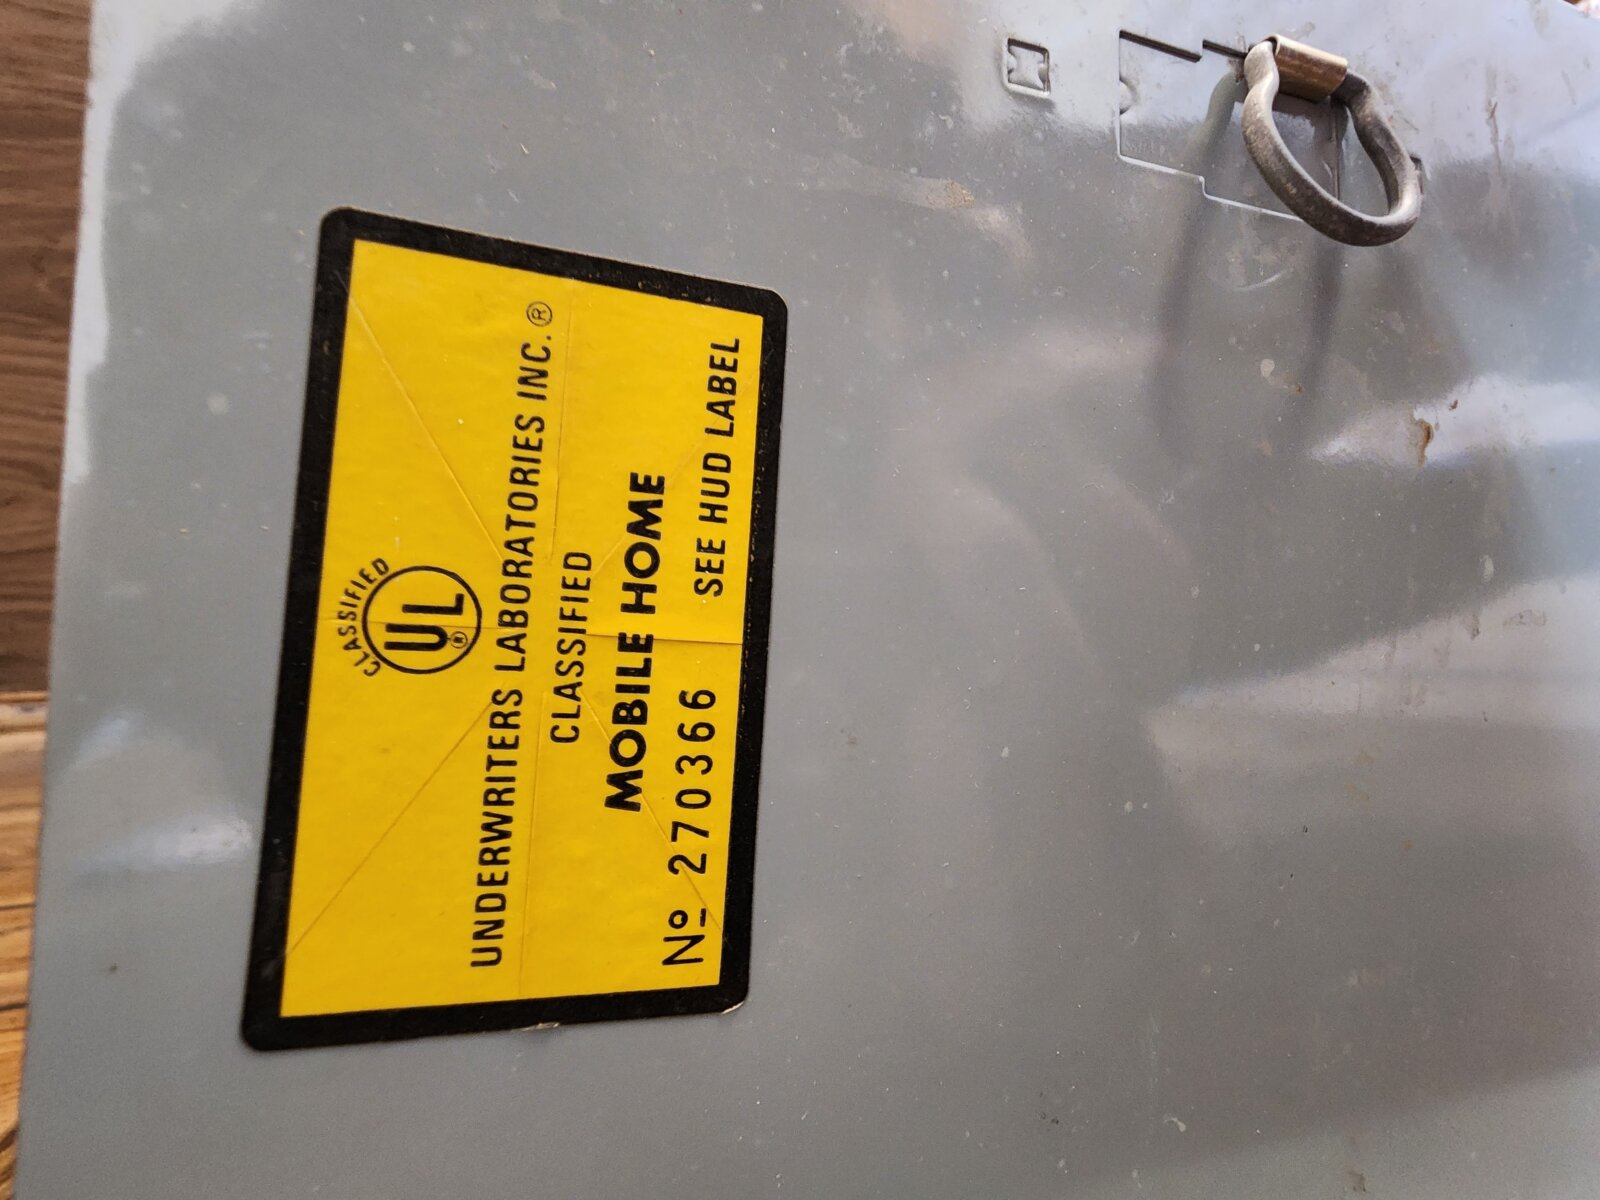 CLASSIFIED
UL®
UNDERWRITERS LABORATORIES INC.®
CLASSIFIED
MOBILE HOME
Nº 270366 SEE HUD LABEL